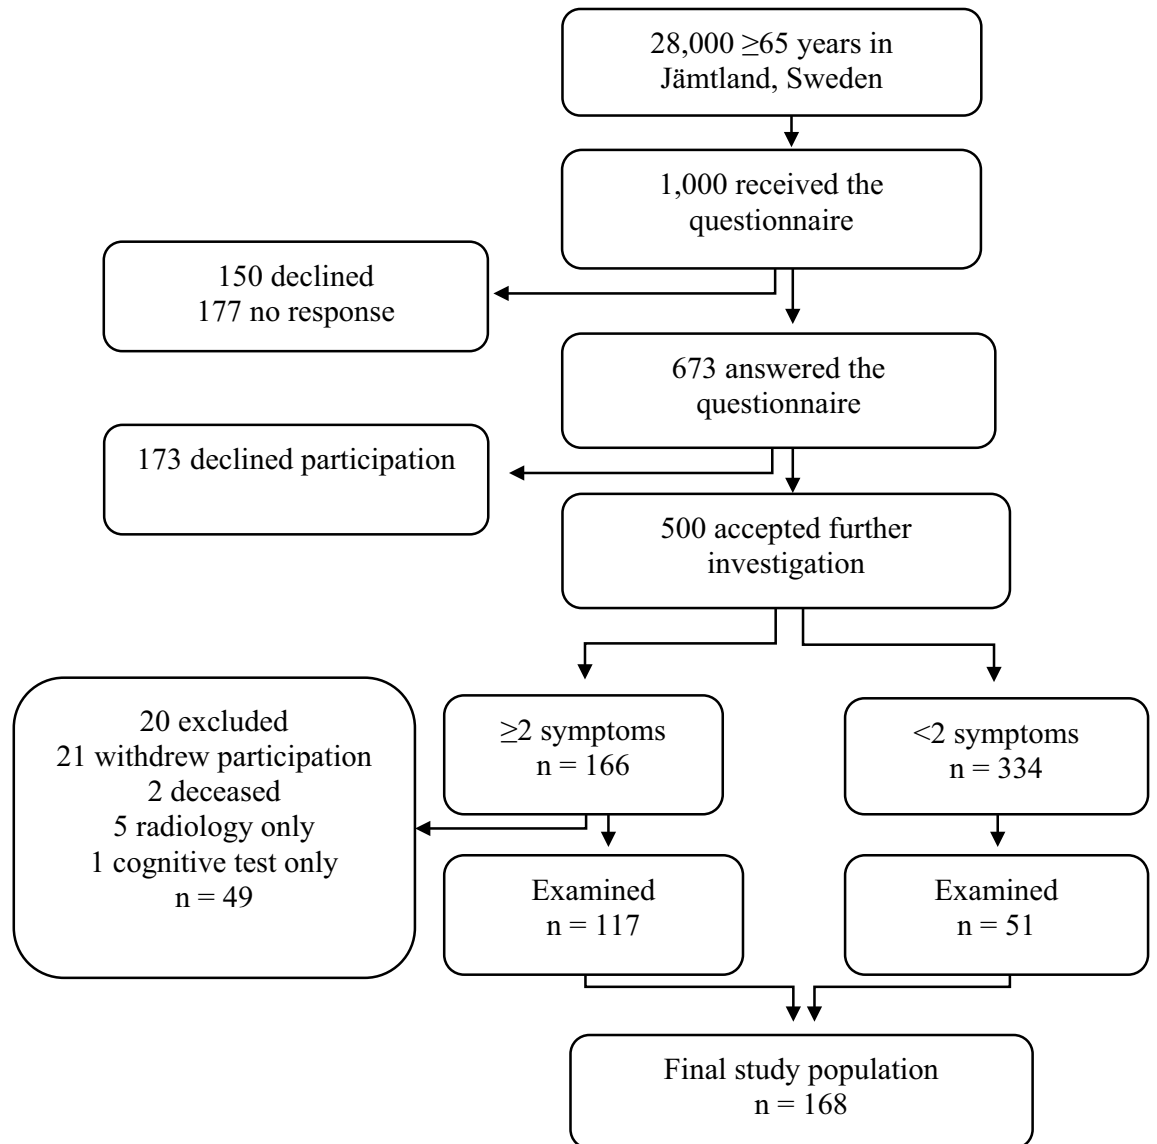 28,000 ≥65 years in
Jämtland, Sweden
1,000 received the
questionnaire
150 declined
177 no response
673 answered the
questionnaire
173 declined participation
500 accepted further
investigation
20 excluded
21 withdrew participation
2 deceased
5 radiology only
1 cognitive test only
n = 49
≥2 symptoms
n = 166
<2 symptoms
n = 334
Examined
n = 117
Examined
n = 51
Final study population
n = 168